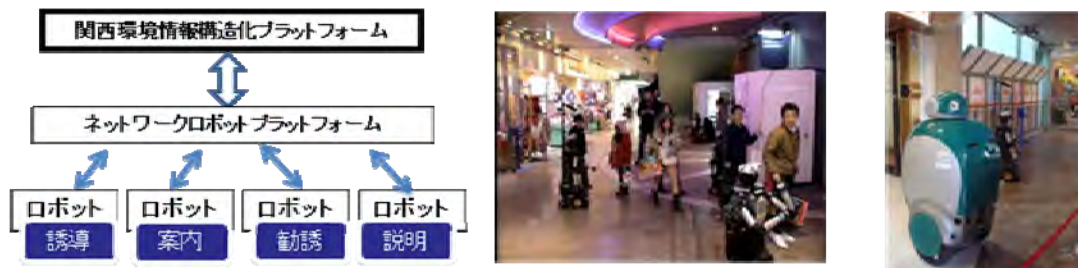 関西環境情報構造化プラットフォーム
ネットワークロボットプラットフォーム
ロボット ロボット ロボット ロボット
誘導 案内 勧誘 説明